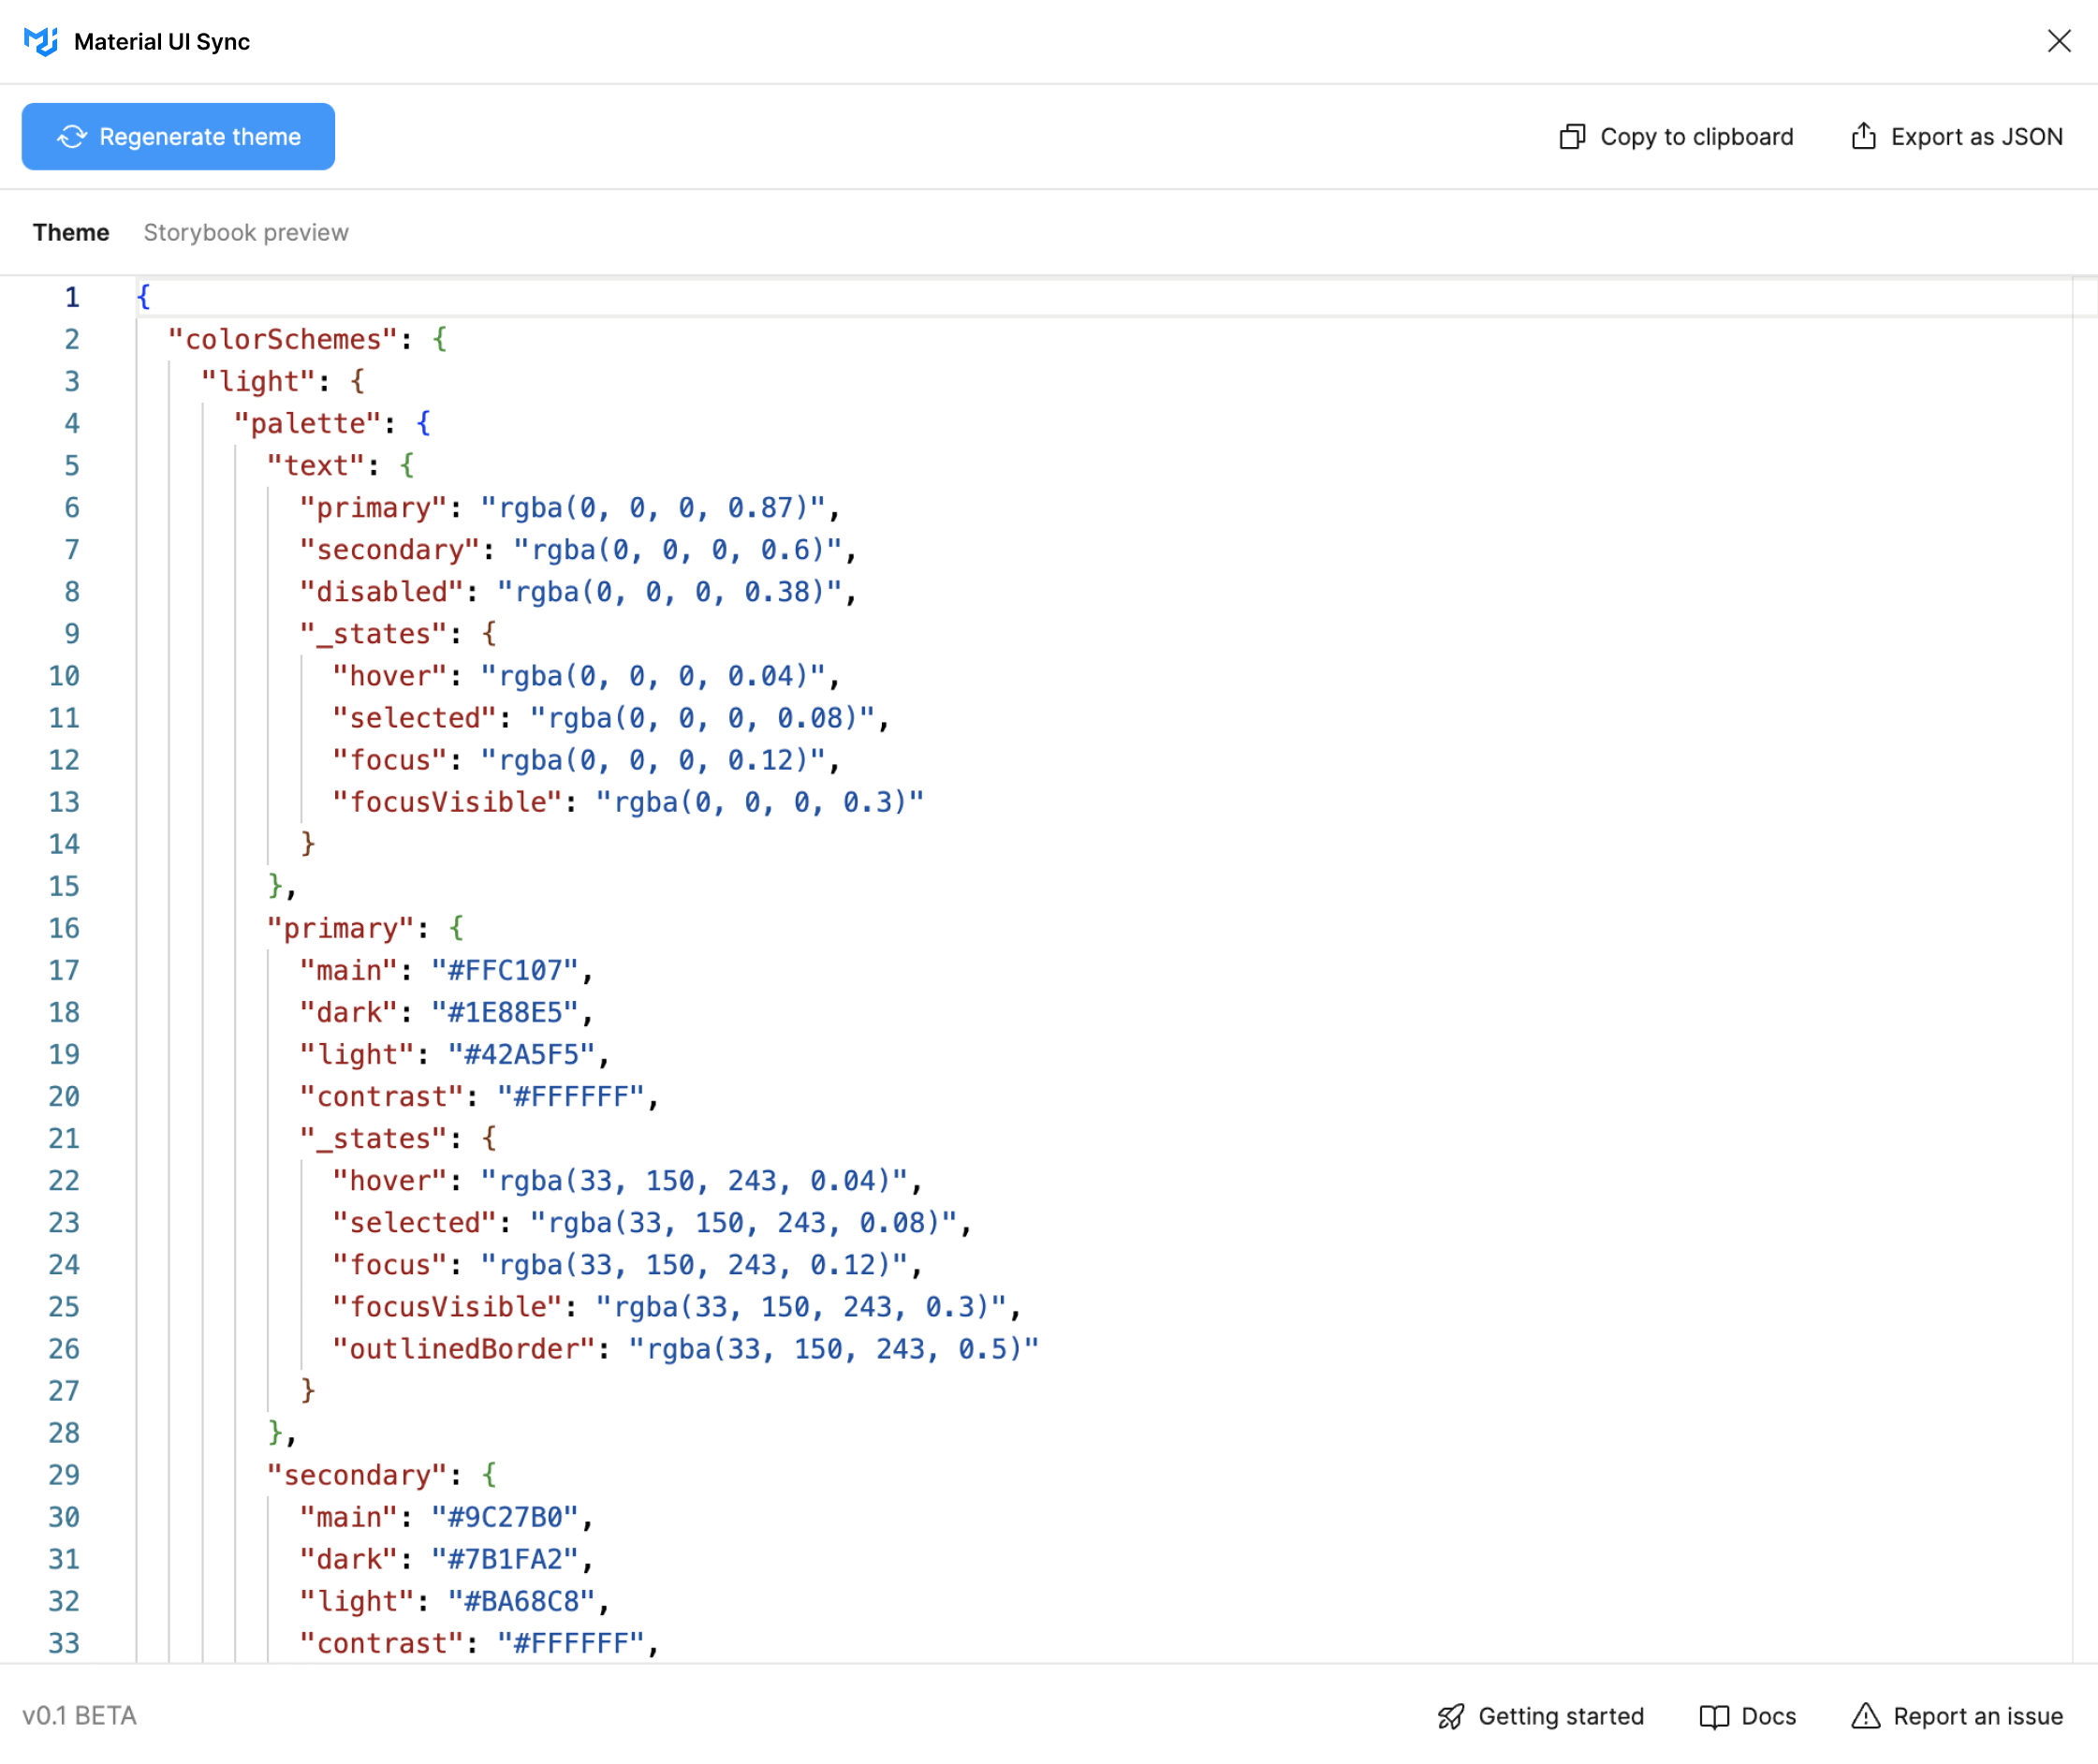 Material UI Sync
Regenerate theme
Copy to clipboard
Export as JSON
Theme
Storybook preview
1 {
2   "colorSchemes": {
3     "light": {
4       "palette": {
5         "text": {
6           "primary": "rgba(0, 0, 0, 0.87)",
7           "secondary": "rgba(0, 0, 0, 0.6)",
8           "disabled": "rgba(0, 0, 0, 0.38)",
9           "_states": {
10             "hover": "rgba(0, 0, 0, 0.04)",
11             "selected": "rgba(0, 0, 0, 0.08)",
12             "focus": "rgba(0, 0, 0, 0.12)",
13             "focusVisible": "rgba(0, 0, 0, 0.3)"
14           }
15         },
16         "primary": {
17           "main": "#FFC107",
18           "dark": "#1E88E5",
19           "light": "#42A5F5",
20           "contrast": "#FFFFFF",
21           "_states": {
22             "hover": "rgba(33, 150, 243, 0.04)",
23             "selected": "rgba(33, 150, 243, 0.08)",
24             "focus": "rgba(33, 150, 243, 0.12)",
25             "focusVisible": "rgba(33, 150, 243, 0.3)",
26             "outlinedBorder": "rgba(33, 150, 243, 0.5)"
27           }
28         },
29         "secondary": {
30           "main": "#9C27B0",
31           "dark": "#7B1FA2",
32           "light": "#BA68C8",
33           "contrast": "#FFFFFF",
v0.1 BETA
Getting started
Docs
Report an issue